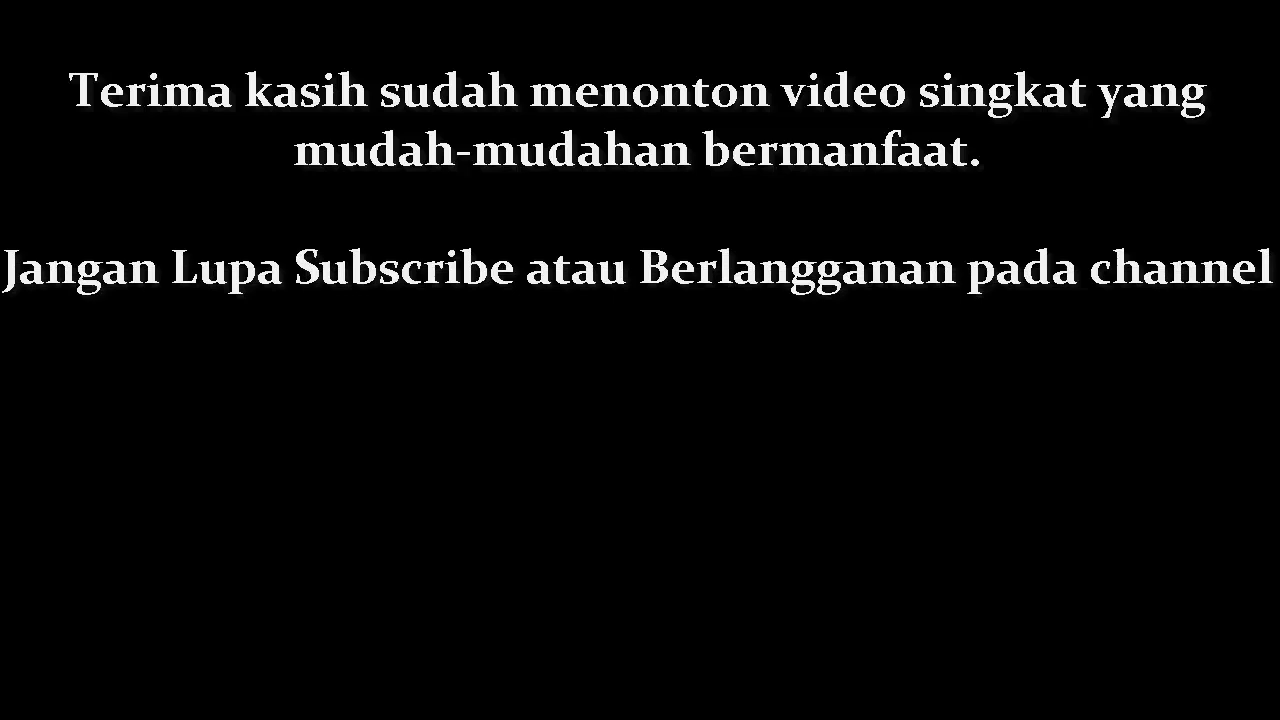 Terima kasih sudah menonton video singkat yang
mudah-mudahan bermanfaat.
Jangan Lupa Subscribe atau Berlangganan pada channel